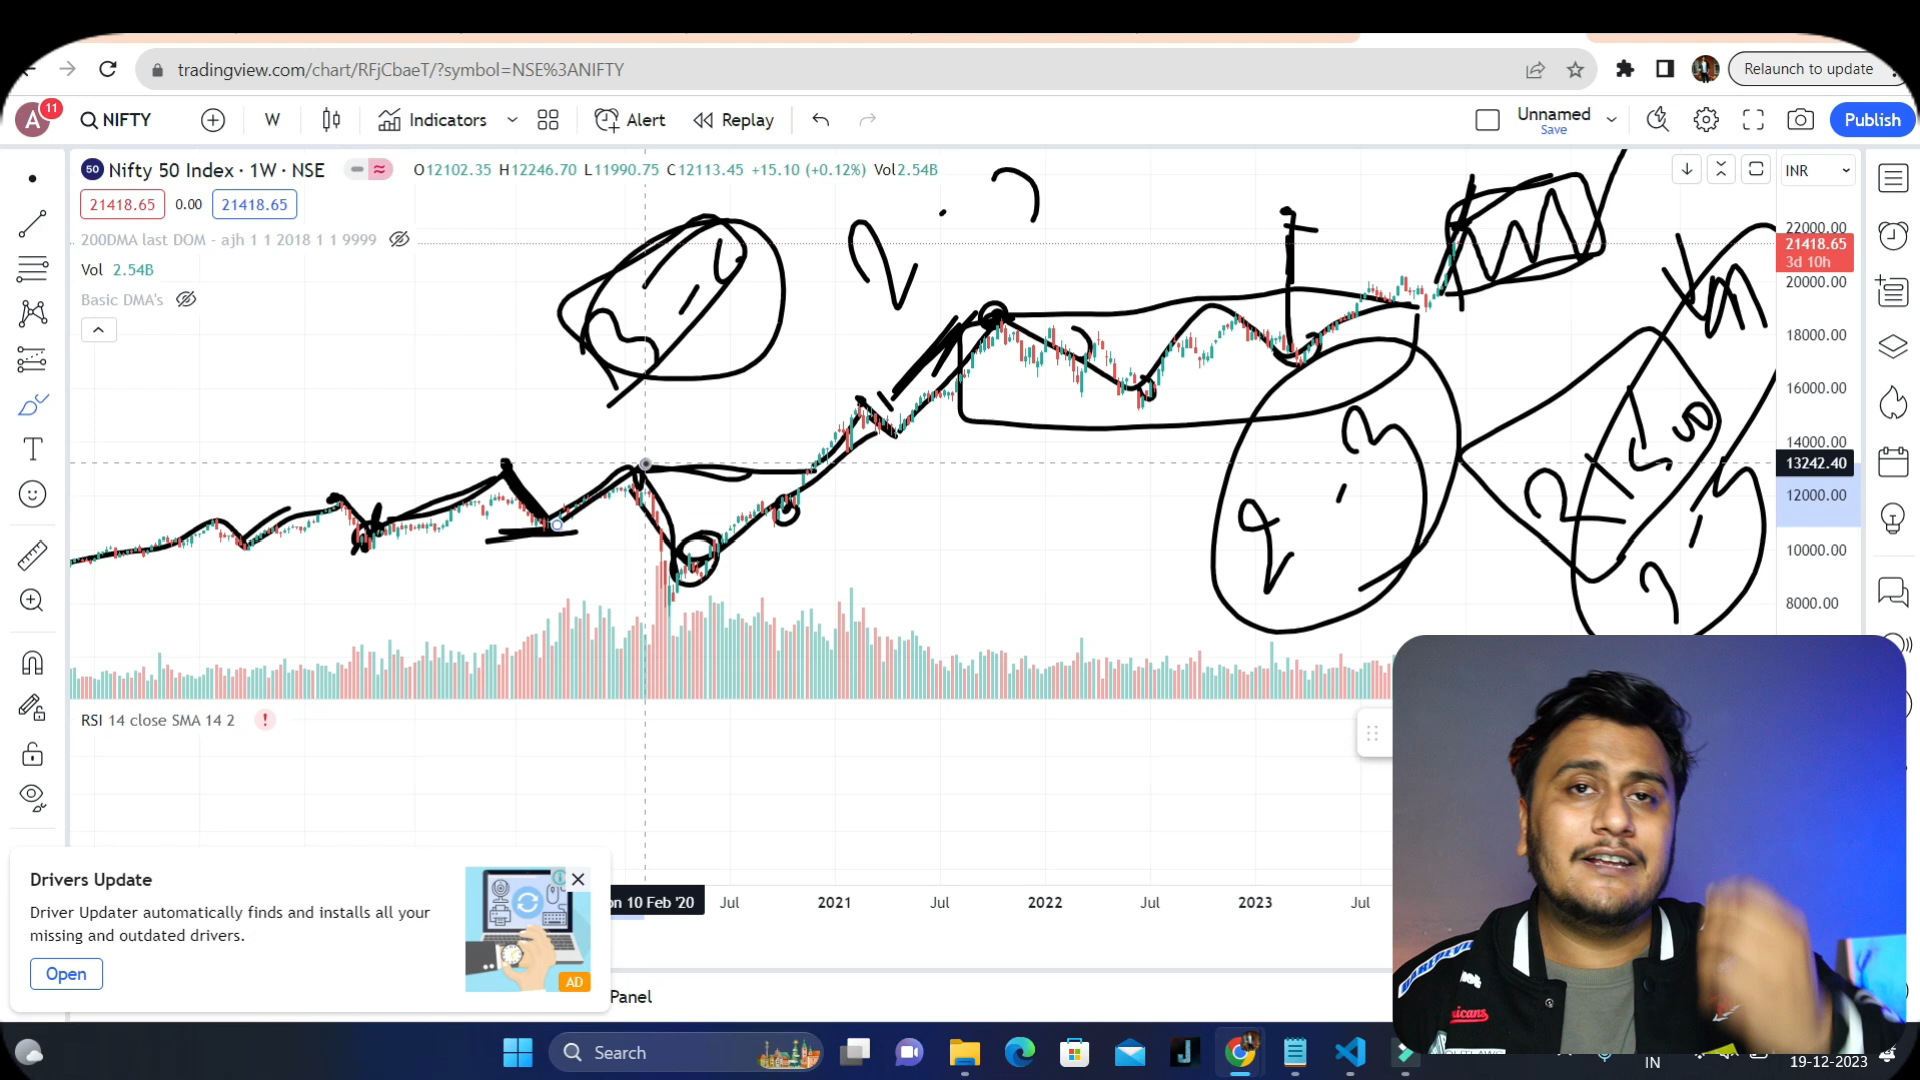 tradingview.com/chart/RFjCbaeT/?symbol=NSE%3ANIFTY
Relaunch to update
A
11
NIFTY
W
Indicators
Alert
Replay
Unnamed
Save
Publish
50
Nifty 50 Index · 1W · NSE
O12102.35 H12246.70 L11990.75 C12113.45 +15.10 (+0.12%) Vol2.54B
INR
21418.65
0.00
21418.65
200DMA last DOM - ajh 1 1 2018 1 1 9999
Vol 2.54B
Basic DMA's
22000.00
21418.65
3d 10h
20000.00
18000.00
16000.00
14000.00
13242.40
12000.00
10000.00
8000.00
RSI 14 close SMA 14 2
!
10 Feb '20
Jul
2021
Jul
2022
Jul
2023
Jul
Drivers Update
Driver Updater automatically finds and installs all your
missing and outdated drivers.
Open
AD
Panel
Search
IN
19-12-2023